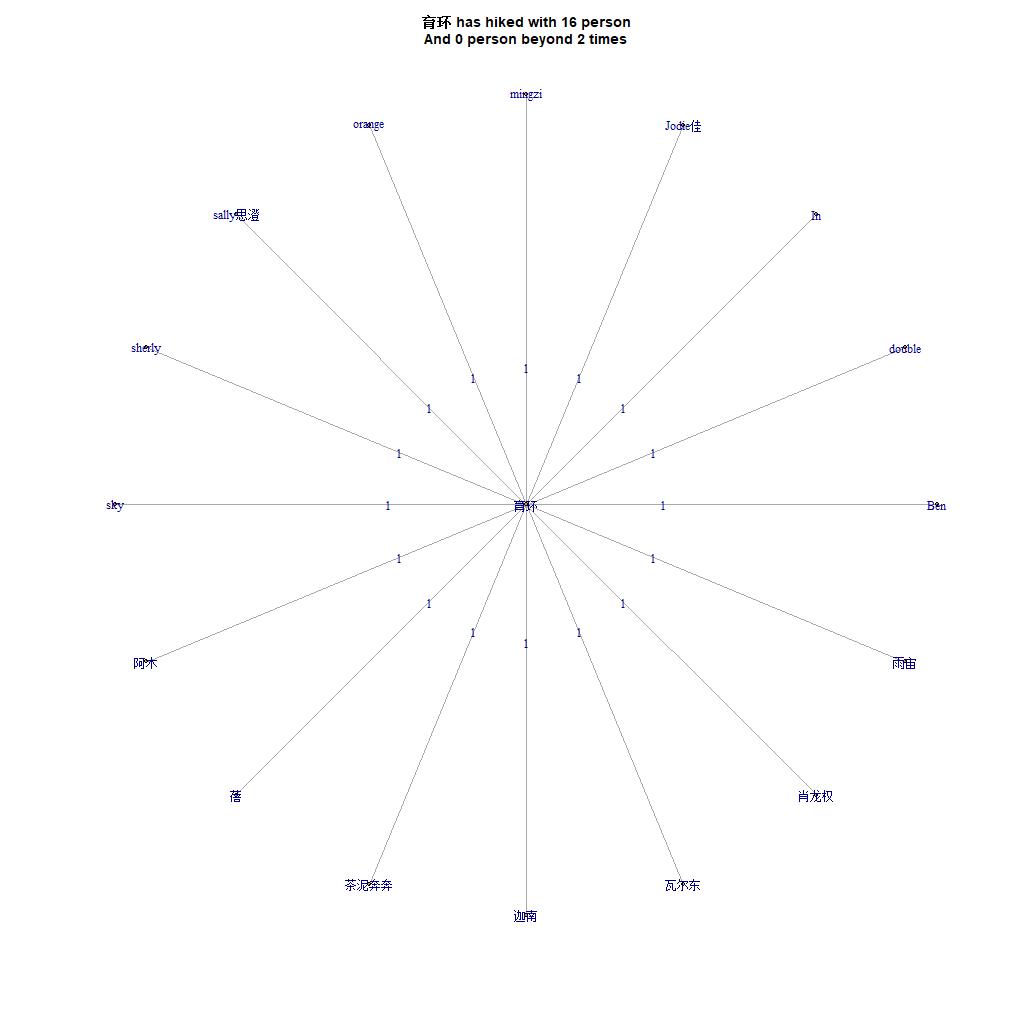 育环 has hiked with 16 person
And 0 person beyond 2 times
mingzi
orange
Jodie佳
sally思澄
ln
sherly
double
1
1
1
1
1
1
1
sky
1
育环
1
Ben
1
1
1
1
1
1
1
阿木
雨宙
蓓
肖龙权
茶泥奔奔
瓦尔东
迦南